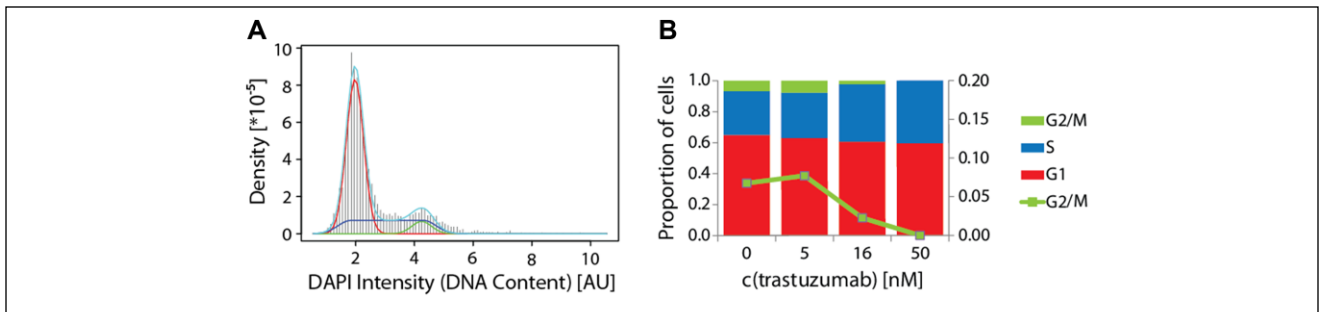 A
Density [*10⁻⁵]
10
8
6
4
2
0
2 4 6 8 10
DAPI Intensity (DNA Content) [AU]
B
Proportion of cells
1.0
0.8
0.6
0.4
0.2
0.0
0.20
0.15
0.10
0.05
0.00
0 5 16 50
c(trastuzumab) [nM]
G2/M
S
G1
G2/M